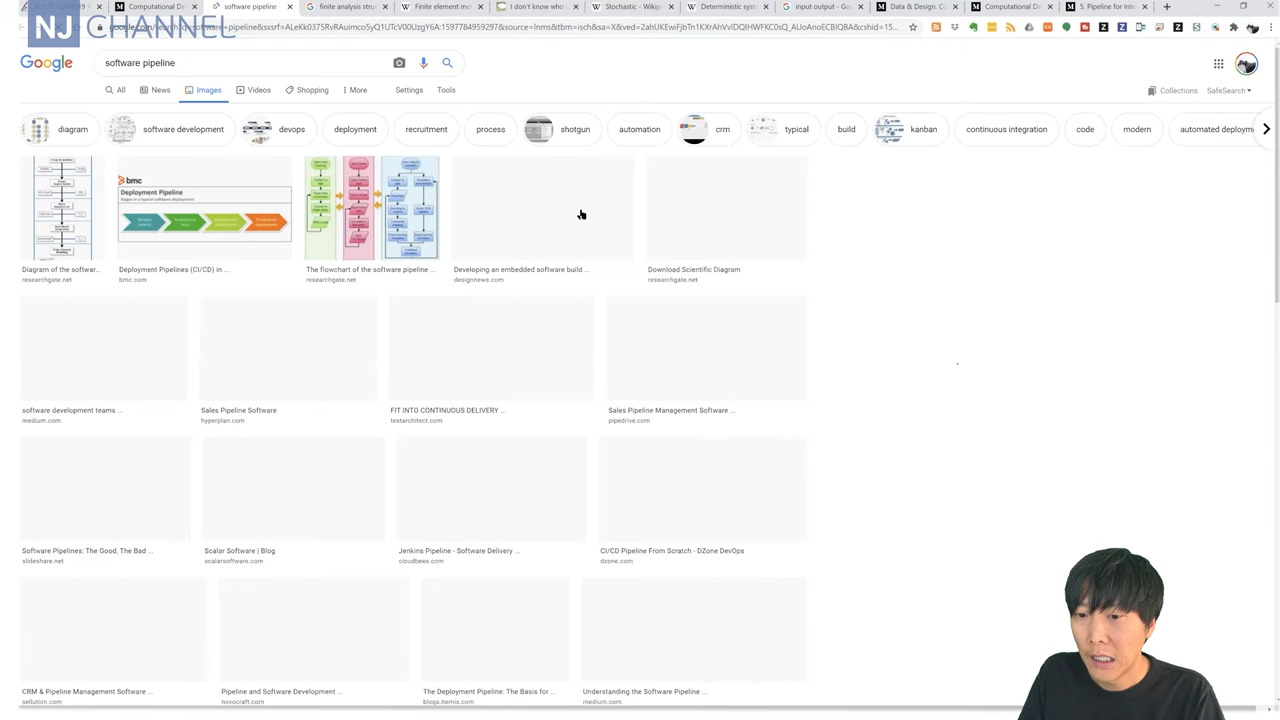 Computational De
software pipeline
finite analysis struc
Finite element me
I don't know who i
Stochastic - Wikip
Deterministic syst
input output - Go
Data & Design. Co
Computational De
5. Pipeline for Inte
NJ CHANNEL
Google
software pipeline
All
News
Images
Videos
Shopping
More
Settings
Tools
Collections
SafeSearch
diagram
software development
devops
deployment
recruitment
process
shotgun
automation
crm
typical
build
kanban
continuous integration
code
modern
automated deploym
bmc
Deployment Pipeline
Diagram of the softwar...
researchgate.net
Deployment Pipelines (CI/CD) in ...
bmc.com
The flowchart of the software pipeline ...
researchgate.net
Developing an embedded software build ...
designnews.com
Download Scientific Diagram
researchgate.net
software development teams ...
medium.com
Sales Pipeline Software
hyperplan.com
FIT INTO CONTINUOUS DELIVERY ...
testarchitect.com
Sales Pipeline Management Software ...
pipedrive.com
Software Pipelines: The Good, The Bad ...
slideshare.net
Scalar Software | Blog
scalarsoftware.com
Jenkins Pipeline - Software Delivery ...
cloudbees.com
CI/CD Pipeline From Scratch - DZone DevOps
dzone.com
CRM & Pipeline Management Software ...
sellution.com
Pipeline and Software Development ...
novocraft.com
The Deployment Pipeline: The Basis for ...
blogs.itemis.com
Understanding the Software Pipeline ...
medium.com